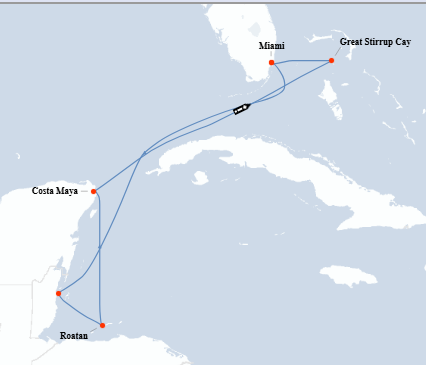 Miami
Great Stirrup Cay
Costa Maya
Roatan